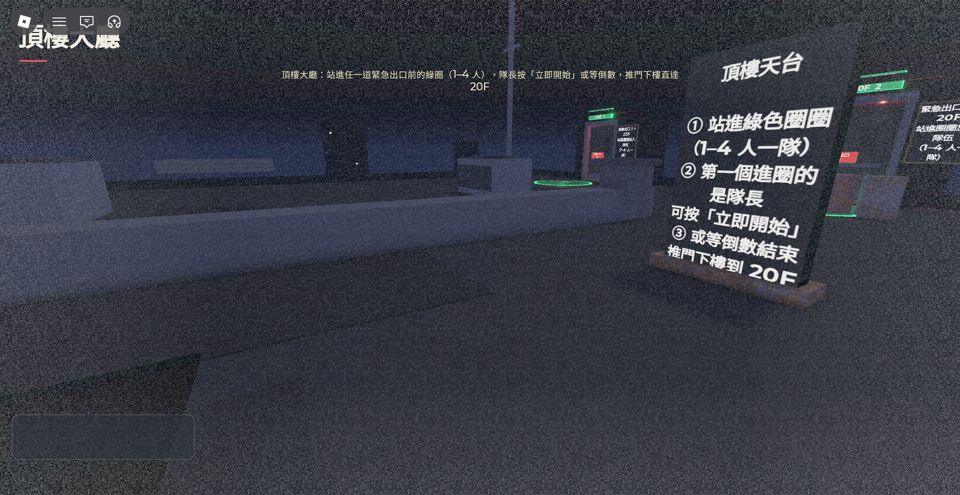 頂樓大廳
頂樓大廳：站進任一道緊急出口前的綠圈（1–4 人），隊長按「立即開始」或等倒數，推門下樓直達
20F
頂樓天台
① 站進綠色圈圈
（1–4 人一隊）
② 第一個進圈的
是隊長
可按「立即開始」
③ 或等倒數結束
推門下樓到 20F
OF 2
緊急出口
20F
隊伍
（1–4 人一
隊）